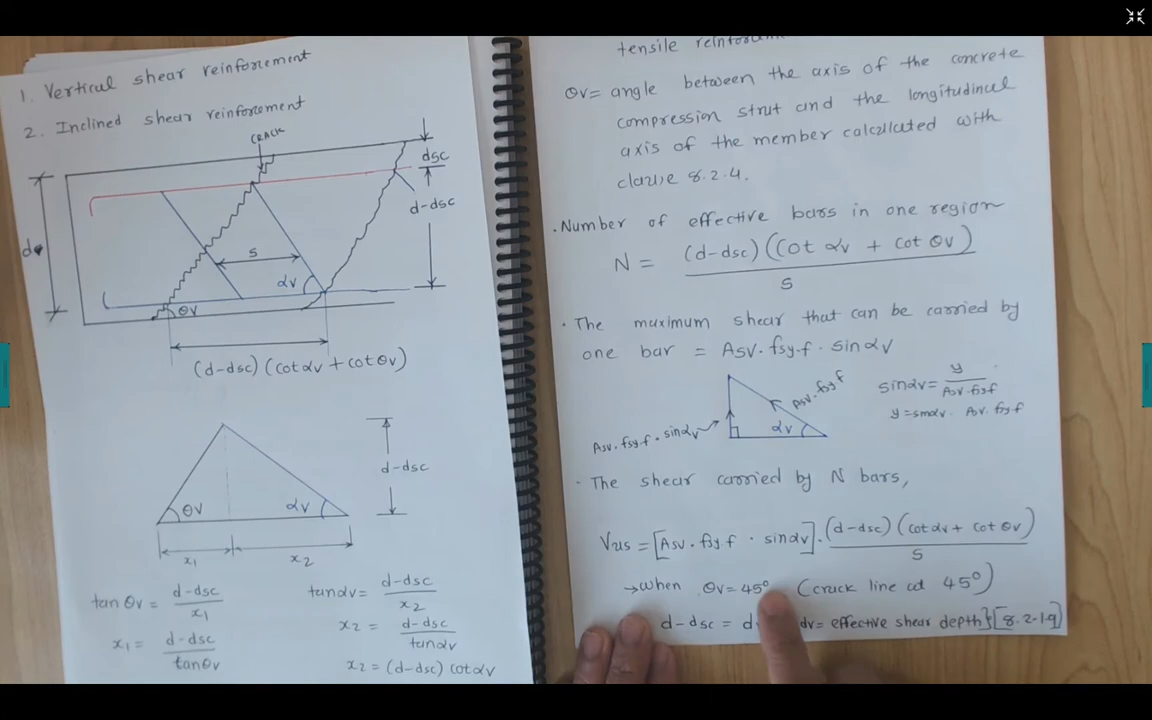 1. Vertical shear reinforcement
2. Inclined shear reinforcement
CRACK
dsc
d-dsc
d
s
αv
θv
(d-dsc) (cot αv + cot θv)
d-dsc
θv
αv
x1
x2
tan θv = d-dsc / x1
x1 = d-dsc / tanθv
tanαv = d-dsc / x2
x2 = d-dsc / tanαv
x2 = (d-dsc) cotαv
tensile
θv = angle between the axis of the concrete
compression strut and the longitudinal
axis of the member calculated with
clause 8.2.4.
. Number of effective bars in one region
N = (d-dsc) (Cot αv + cot θv) / s
· The maximum shear that can be carried by
one bar = Asv. fsy.f . sinαv
Asv. fsy f
αv
Asv. fsy f . sinαv
sinαv = y / Asv. fsy.f
y = sinαv. Asv. fsy f
· The shear carried by N bars,
Vus = [Asv. fsy f . sinαv] . (d-dsc) (cotαv + cot θv) / s
→ when θv = 45° (crack line at 45°)
d-dsc = d
dv = effective shear depth} [8.2.1.9]